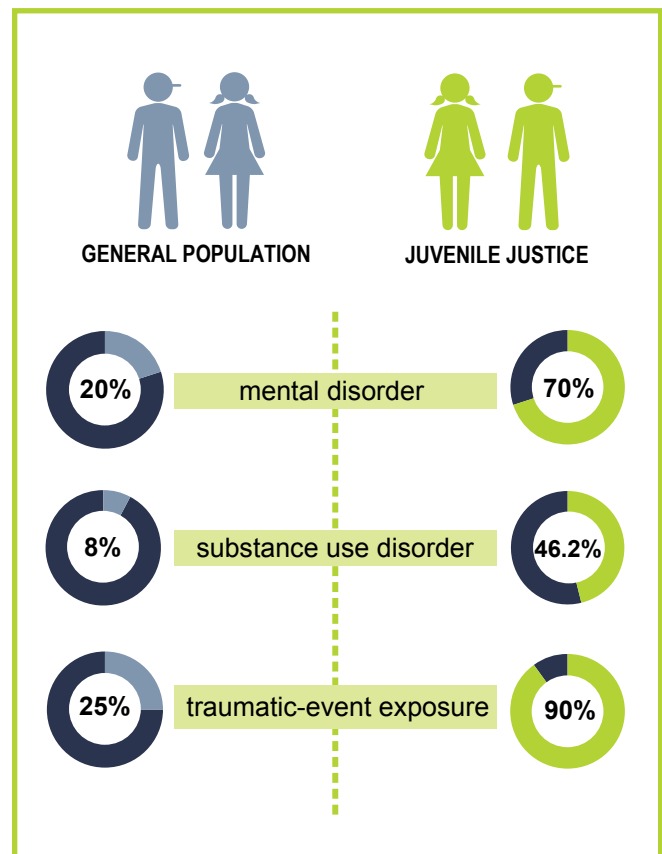 GENERAL POPULATION
JUVENILE JUSTICE
20%
mental disorder
70%
8%
substance use disorder
46.2%
25%
traumatic-event exposure
90%